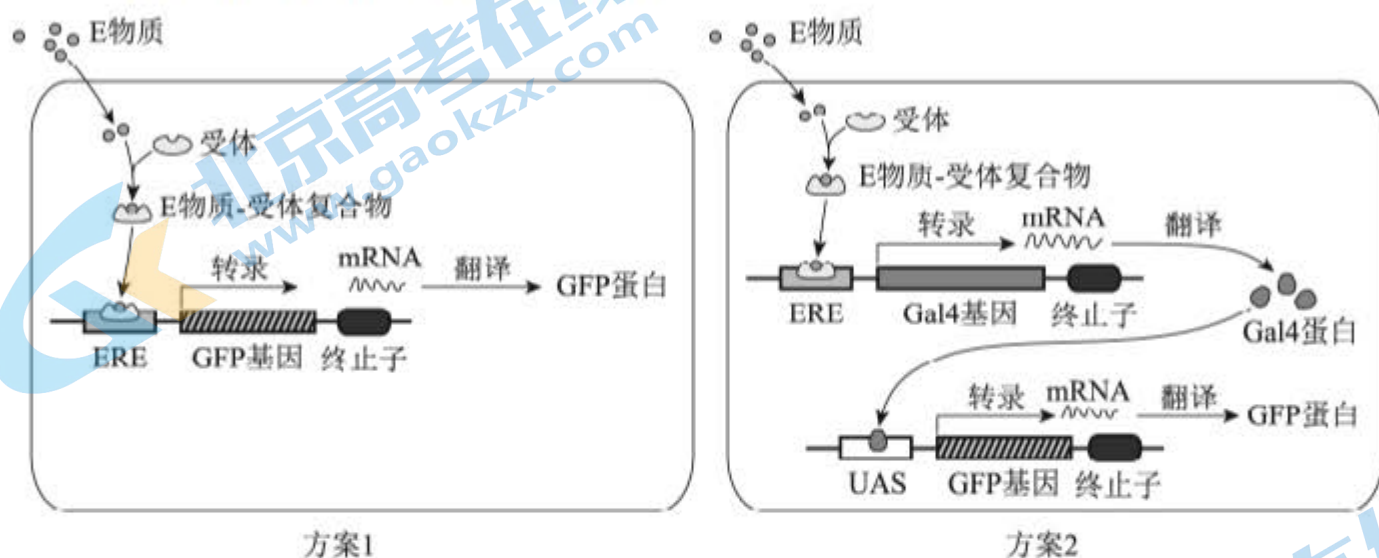 E物质
受体
E物质-受体复合物
转录
mRNA
翻译
GFP蛋白
ERE
GFP基因
终止子
方案1
E物质
受体
E物质-受体复合物
转录
mRNA
翻译
ERE
Gal4基因
终止子
Gal4蛋白
转录
mRNA
翻译
GFP蛋白
UAS
GFP基因
终止子
方案2
北京高考在线
www.gaokzx.com